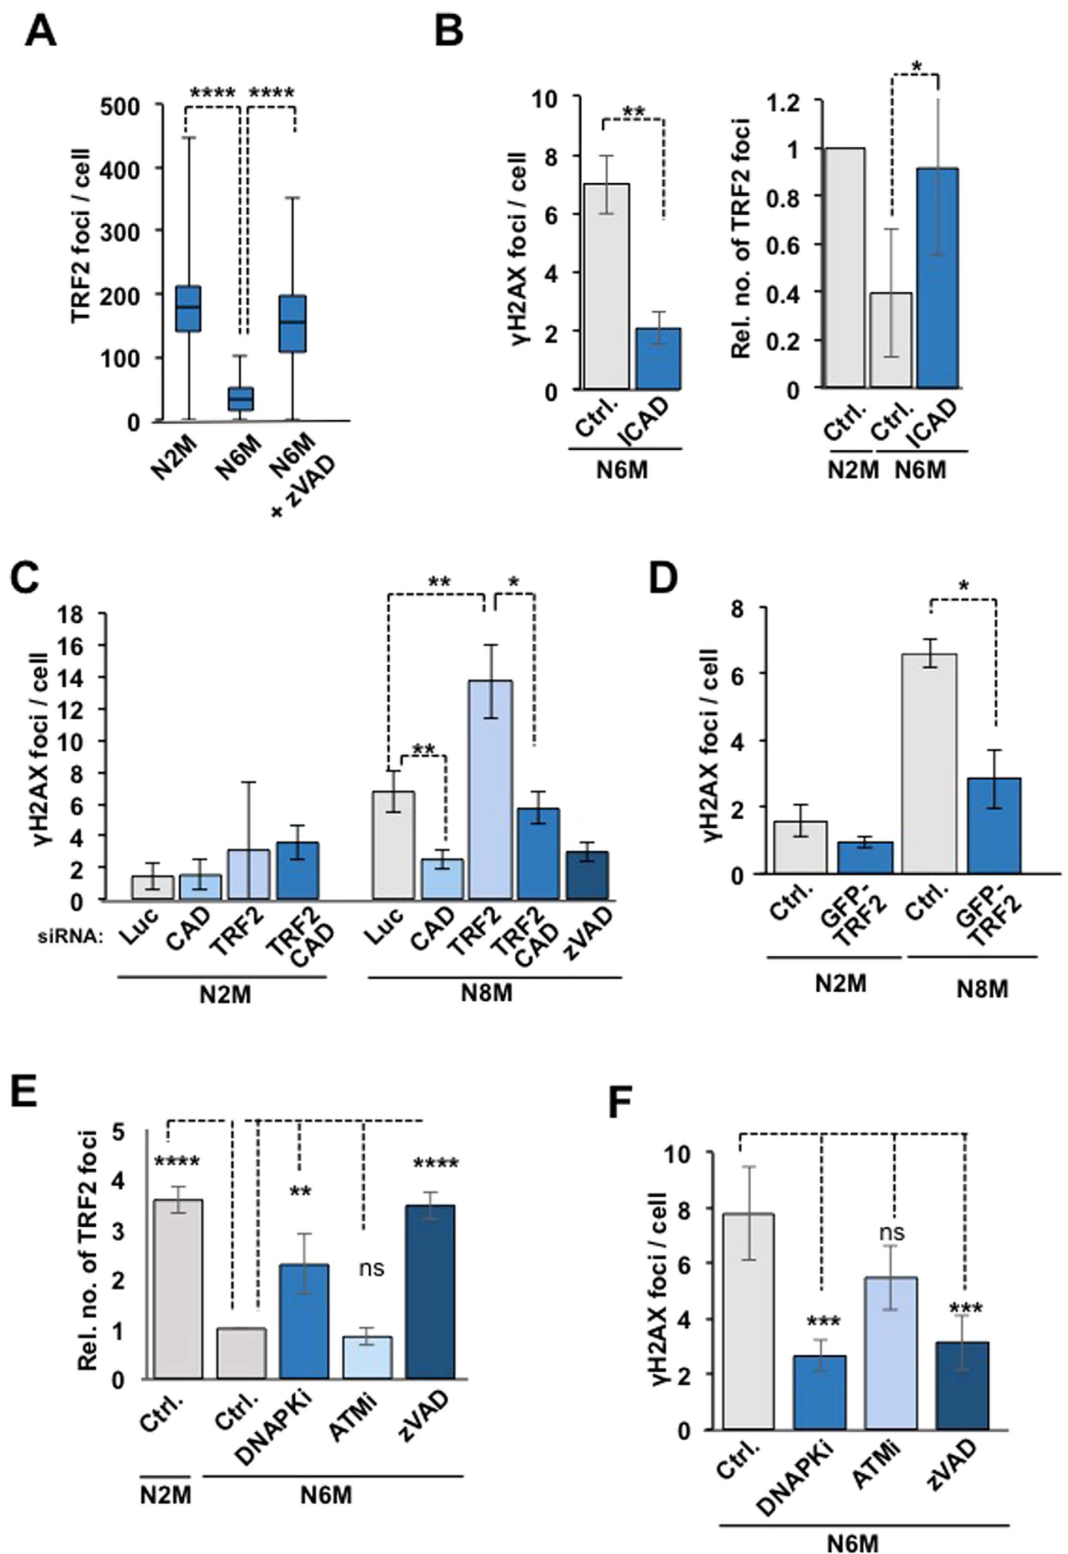 A
500
400
300
200
100
0
TRF2 foci / cell
**** ****
N2M
N6M
N6M
+ zVAD
B
10
8
6
4
2
0
γH2AX foci / cell
**
Ctrl.
ICAD
N6M
1.2
1
0.8
0.6
0.4
0.2
0
Rel. no. of TRF2 foci
*
Ctrl.
Ctrl.
ICAD
N2M N6M
C
18
16
14
12
10
8
6
4
2
0
γH2AX foci / cell
**
*
**
siRNA:
Luc
CAD
TRF2
TRF2
CAD
Luc
CAD
TRF2
TRF2
CAD
zVAD
N2M
N8M
D
8
6
4
2
0
γH2AX foci / cell
*
Ctrl.
GFP-
TRF2
Ctrl.
GFP-
TRF2
N2M
N8M
E
5
4
3
2
1
0
Rel. no. of TRF2 foci
****
**
ns
****
Ctrl.
Ctrl.
DNAPKi
ATMi
zVAD
N2M
N6M
F
10
8
6
4
2
0
γH2AX foci / cell
***
ns
***
Ctrl.
DNAPKi
ATMi
zVAD
N6M